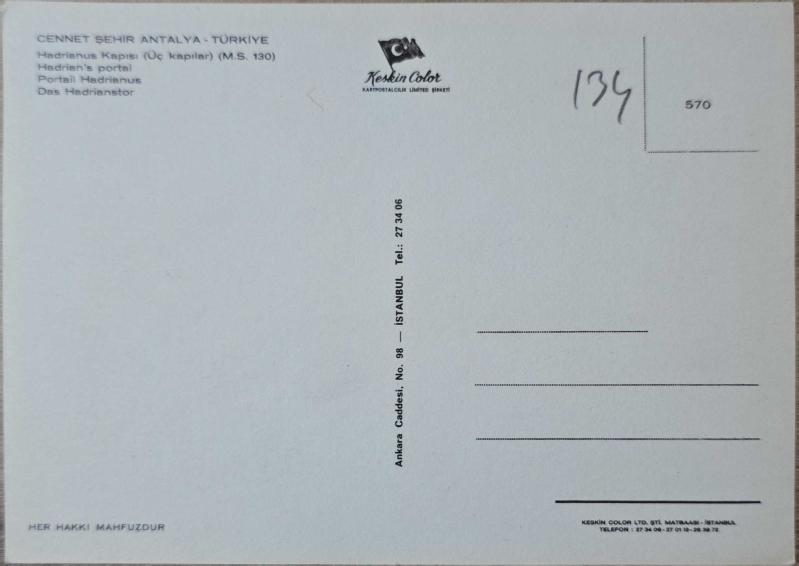 CENNET ŞEHİR ANTALYA - TÜRKİYE
Hadrianus Kapısı (Üç kapılar) (M.S. 130)
Hadrian's portal
Portail Hadrianus
Das Hadrianstor
Keskin Color
KARTPOSTALCILIK LİMİTED ŞİRKETİ
134
570
Ankara Caddesi, No. 98 — İSTANBUL Tel.: 27 34 06
HER HAKKI MAHFUZDUR
KESKİN COLOR LTD. ŞTİ. MATBAASI - İSTANBUL
TELEFON : 27 34 06 - 27 01 12 - 26 39 72